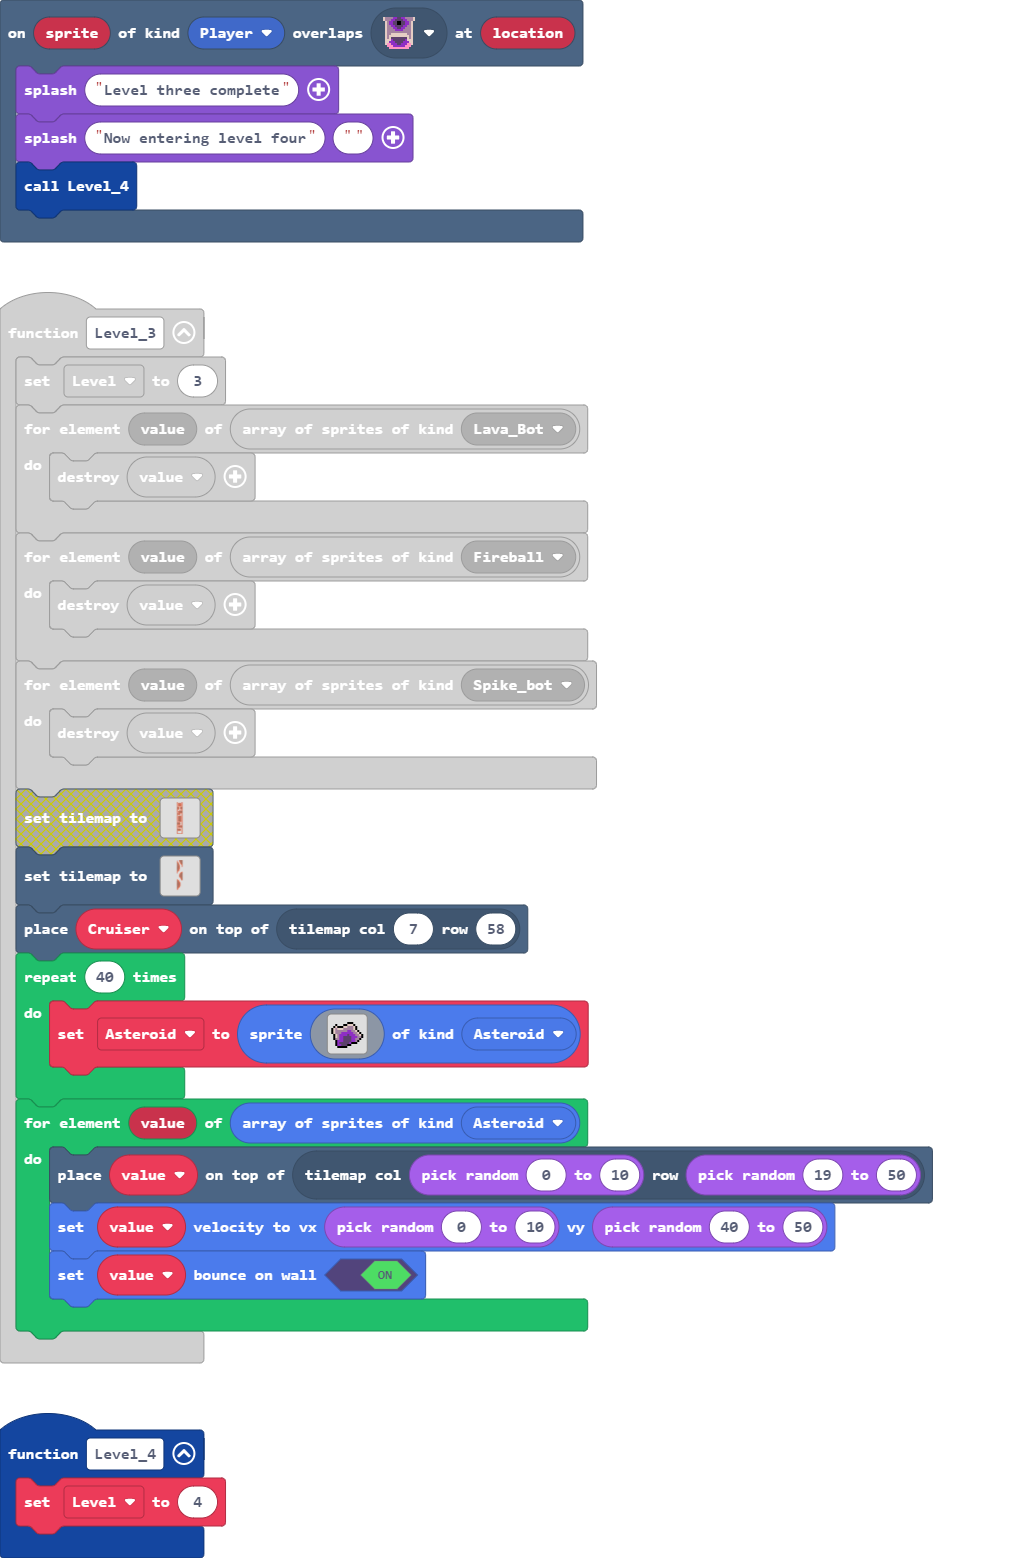 on sprite of kind Player overlaps at location
splash "Level three complete"
splash "Now entering level four" " "
call Level_4
function Level_3
set Level to 3
for element value of array of sprites of kind Lava_Bot
do destroy value
for element value of array of sprites of kind Fireball
do destroy value
for element value of array of sprites of kind Spike_bot
do destroy value
set tilemap to
set tilemap to
place Cruiser on top of tilemap col 7 row 58
repeat 40 times
do set Asteroid to sprite of kind Asteroid
for element value of array of sprites of kind Asteroid
do place value on top of tilemap col pick random 0 to 10 row pick random 19 to 50
set value velocity to vx pick random 0 to 10 vy pick random 40 to 50
set value bounce on wall ON
function Level_4
set Level to 4